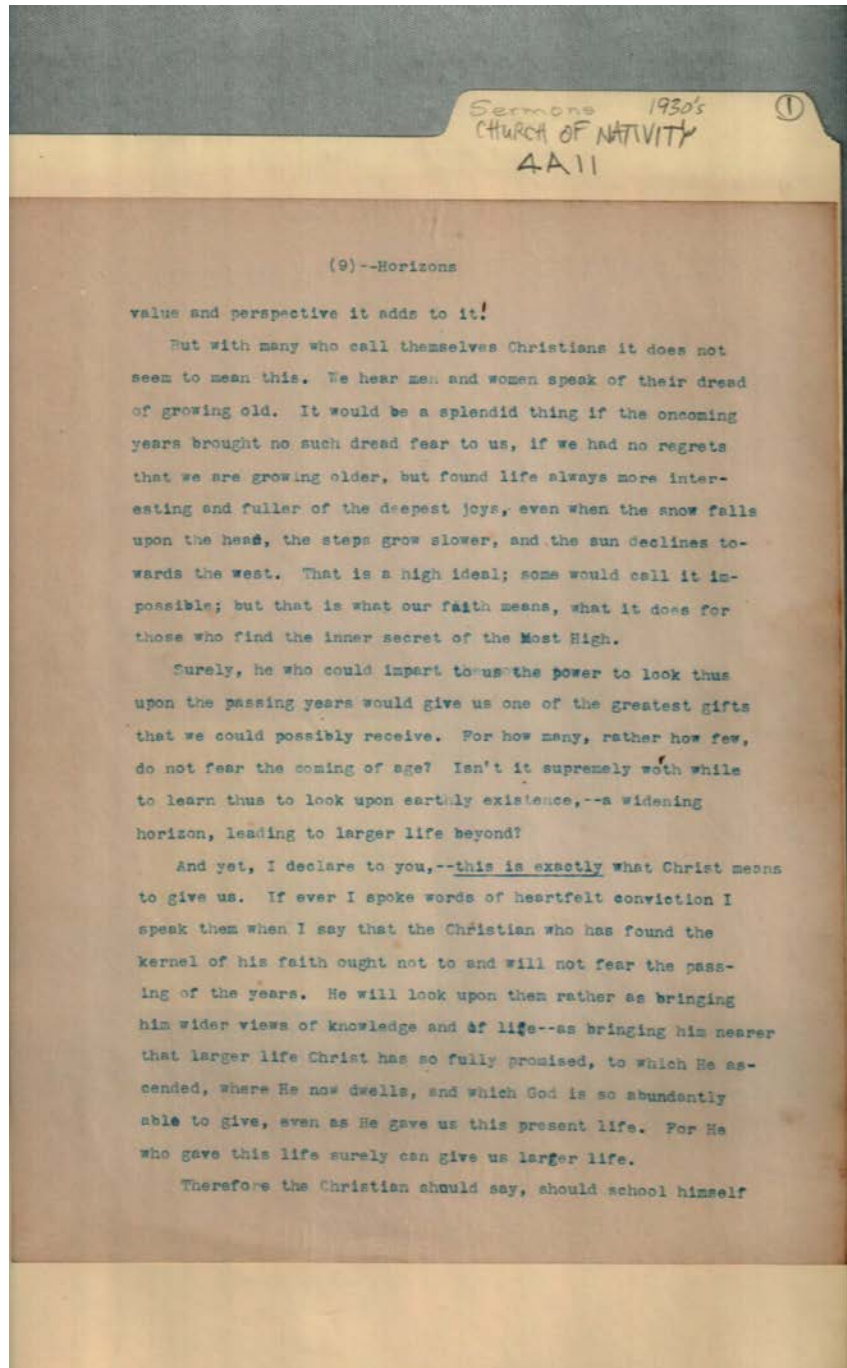 Sermons 1930's ①
CHURCH OF NATIVITY
4A11
(9)--Horizons
value and perspective it adds to it!
But with many who call themselves Christians it does not
seem to mean this. We hear men and women speak of their dread
of growing old. It would be a splendid thing if the oncoming
years brought no such dread fear to us, if we had no regrets
that we are growing older, but found life always more inter-
esting and fuller of the deepest joys, even when the snow falls
upon the head, the steps grow slower, and the sun declines to-
wards the west. That is a high ideal; some would call it im-
possible; but that is what our faith means, what it does for
those who find the inner secret of the Most High.
Surely, he who could impart to us the power to look thus
upon the passing years would give us one of the greatest gifts
that we could possibly receive. For how many, rather how few,
do not fear the coming of age? Isn't it supremely woth while
to learn thus to look upon earthly existence,--a widening
horizon, leading to larger life beyond?
And yet, I declare to you,--this is exactly what Christ means
to give us. If ever I spoke words of heartfelt conviction I
speak them when I say that the Christian who has found the
kernel of his faith ought not to and will not fear the pass-
ing of the years. He will look upon them rather as bringing
him wider views of knowledge and of life--as bringing him nearer
that larger life Christ has so fully promised, to which He as-
cended, where He now dwells, and which God is so abundantly
able to give, even as He gave us this present life. For He
who gave this life surely can give us larger life.
Therefore the Christian should say, should school himself